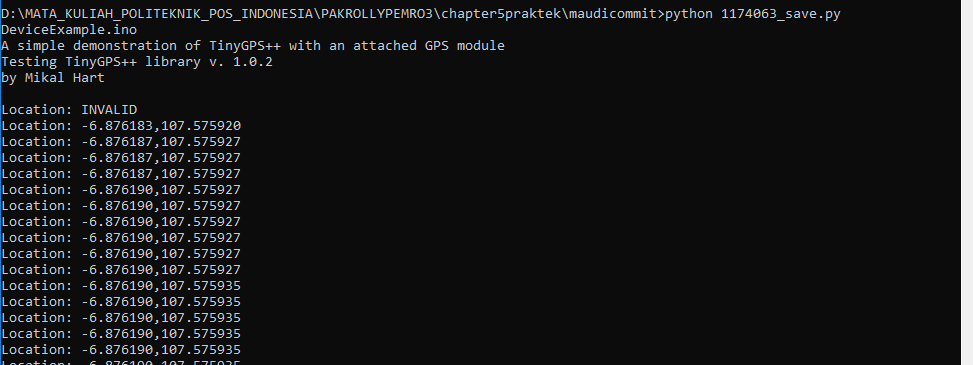 D:\MATA_KULIAH_POLITEKNIK_POS_INDONESIA\PAKROLLYPEMRO3\chapter5praktek\maudicommit>python 1174063_save.py
DeviceExample.ino
A simple demonstration of TinyGPS++ with an attached GPS module
Testing TinyGPS++ library v. 1.0.2
by Mikal Hart
Location: INVALID
Location: -6.876183,107.575920
Location: -6.876187,107.575927
Location: -6.876187,107.575927
Location: -6.876187,107.575927
Location: -6.876190,107.575927
Location: -6.876190,107.575927
Location: -6.876190,107.575927
Location: -6.876190,107.575927
Location: -6.876190,107.575927
Location: -6.876190,107.575927
Location: -6.876190,107.575935
Location: -6.876190,107.575935
Location: -6.876190,107.575935
Location: -6.876190,107.575935
Location: -6.876190,107.575935
Location: -6.876190,107.575935